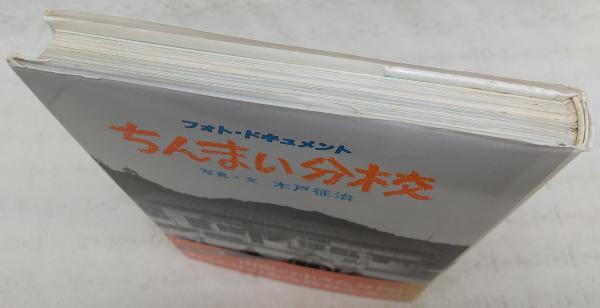 フォト・ドキュメント
ちんまい分校
写真・文 木戸征治